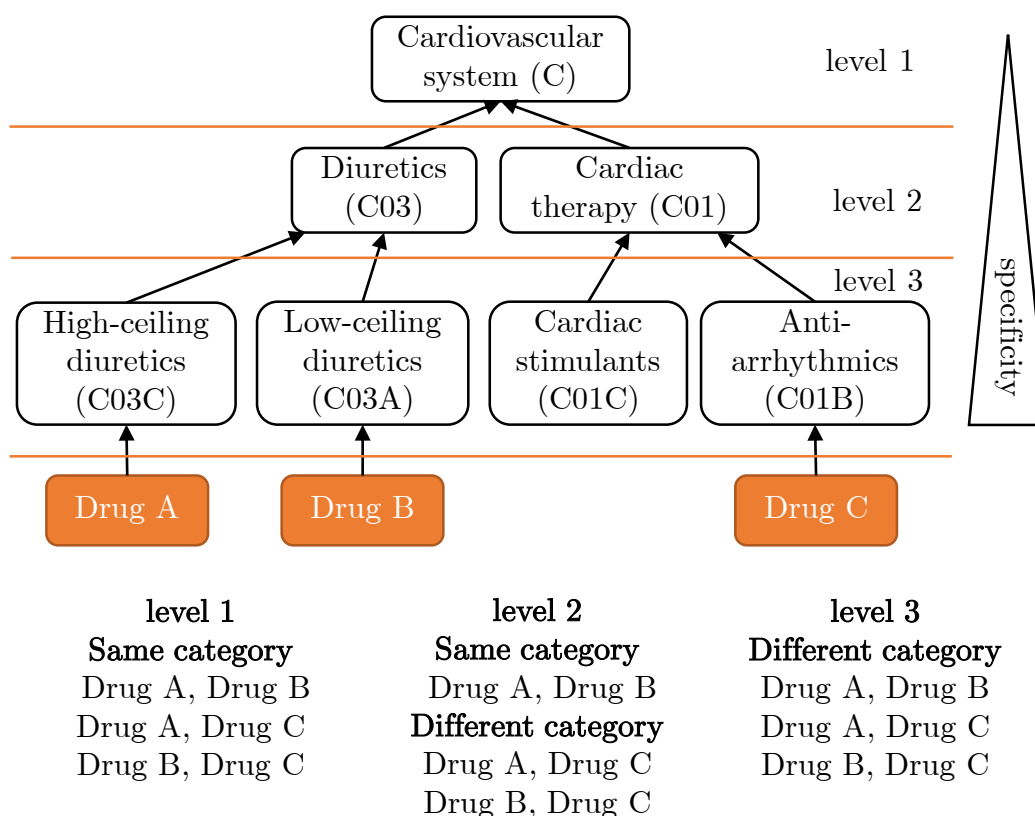 Cardiovascular
system (C)
level 1
Diuretics
(C03)
Cardiac
therapy (C01)
level 2
level 3
High-ceiling
diuretics
(C03C)
Low-ceiling
diuretics
(C03A)
Cardiac
stimulants
(C01C)
Anti-
arrhythmics
(C01B)
specificity
Drug A
Drug B
Drug C
level 1
Same category
Drug A, Drug B
Drug A, Drug C
Drug B, Drug C
level 2
Same category
Drug A, Drug B
Different category
Drug A, Drug C
Drug B, Drug C
level 3
Different category
Drug A, Drug B
Drug A, Drug C
Drug B, Drug C